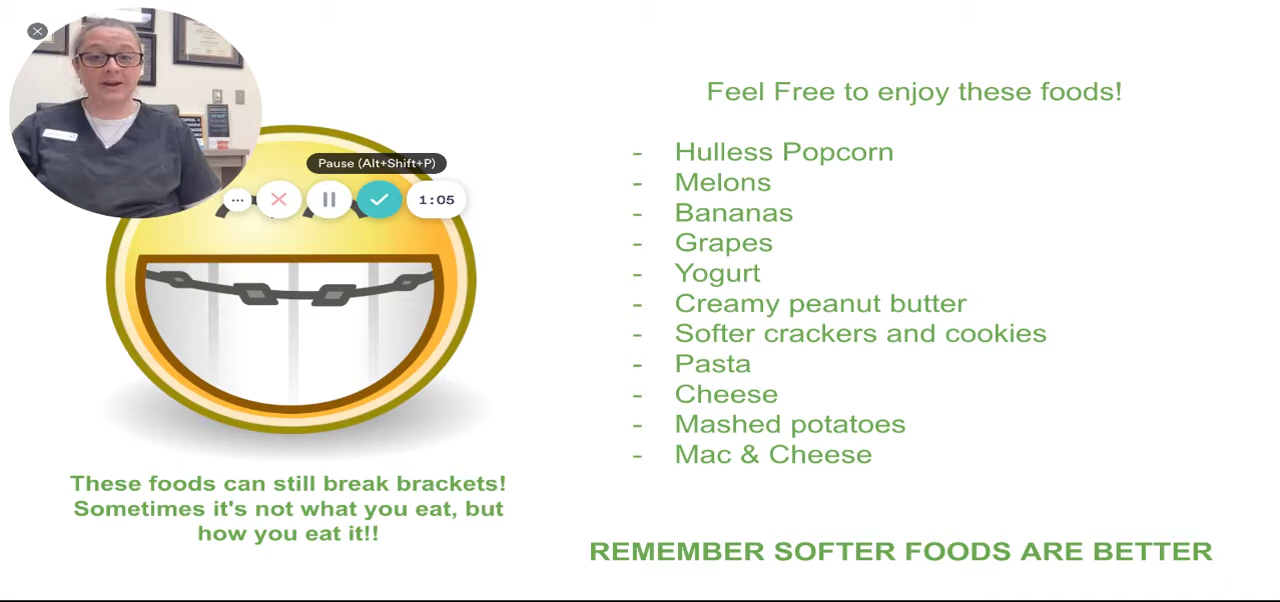 Pause (Alt+Shift+P)
1:05
Feel Free to enjoy these foods!
- Hulless Popcorn
- Melons
- Bananas
- Grapes
- Yogurt
- Creamy peanut butter
- Softer crackers and cookies
- Pasta
- Cheese
- Mashed potatoes
- Mac & Cheese
These foods can still break brackets!
Sometimes it's not what you eat, but
how you eat it!!
REMEMBER SOFTER FOODS ARE BETTER